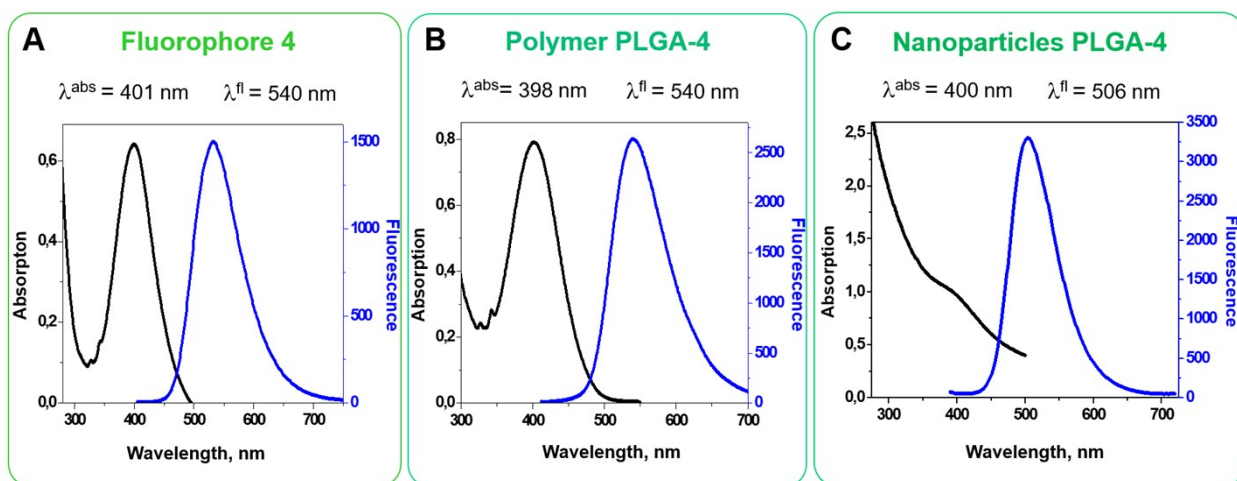 A
Fluorophore 4
λabs = 401 nm λfl = 540 nm
0,6
0,4
0,2
0,0
Absorpton
1500
1000
500
0
Fluorescence
300 400 500 600 700
Wavelength, nm
B
Polymer PLGA-4
λabs= 398 nm λfl = 540 nm
0,8
0,6
0,4
0,2
0,0
Absorption
2500
2000
1500
1000
500
0
Fluorescence
300 400 500 600 700
Wavelength, nm
C
Nanoparticles PLGA-4
λabs = 400 nm λfl = 506 nm
2,5
2,0
1,5
1,0
0,5
0,0
Absorption
3500
3000
2500
2000
1500
1000
500
0
Fluorescence
300 400 500 600 700
Wavelength, nm